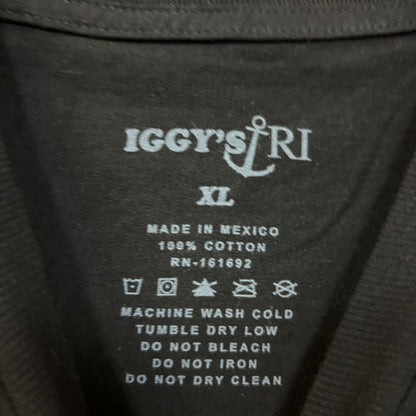 IGGY'S RI
XL
MADE IN MEXICO
100% COTTON
RN-161692
MACHINE WASH COLD
TUMBLE DRY LOW
DO NOT BLEACH
DO NOT IRON
DO NOT DRY CLEAN